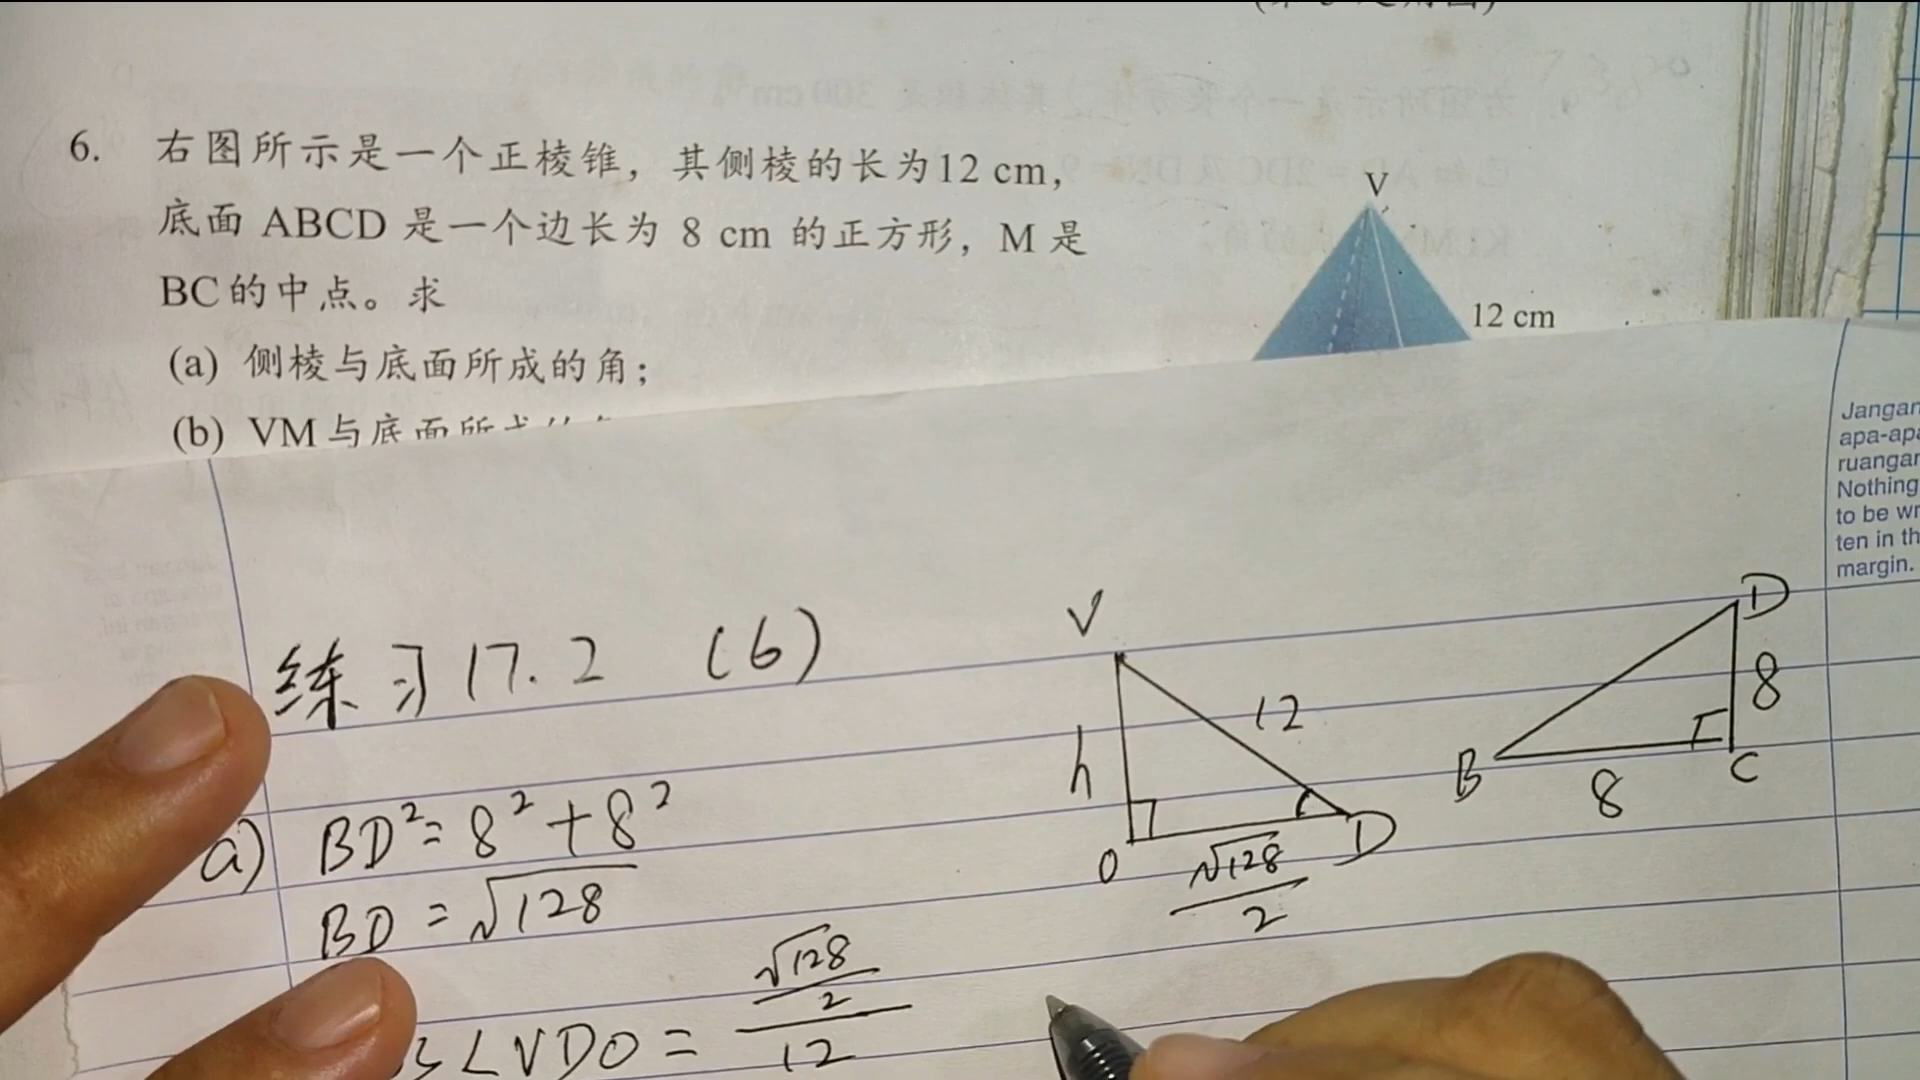 6. 右图所示是一个正棱锥，其侧棱的长为12 cm，
底面 ABCD 是一个边长为 8 cm 的正方形，M 是
BC的中点。求
(a) 侧棱与底面所成的角；
(b) VM与底面所
V
12 cm
Jangan
apa-apa
ruangan
Nothing
to be wr
ten in th
margin.
练习17.2 (6)
V
12
h
O
√128/2
D
D
8
B
8
C
a) BD²=8²+8²
BD = √128
∠VDO = (√128/2)/12